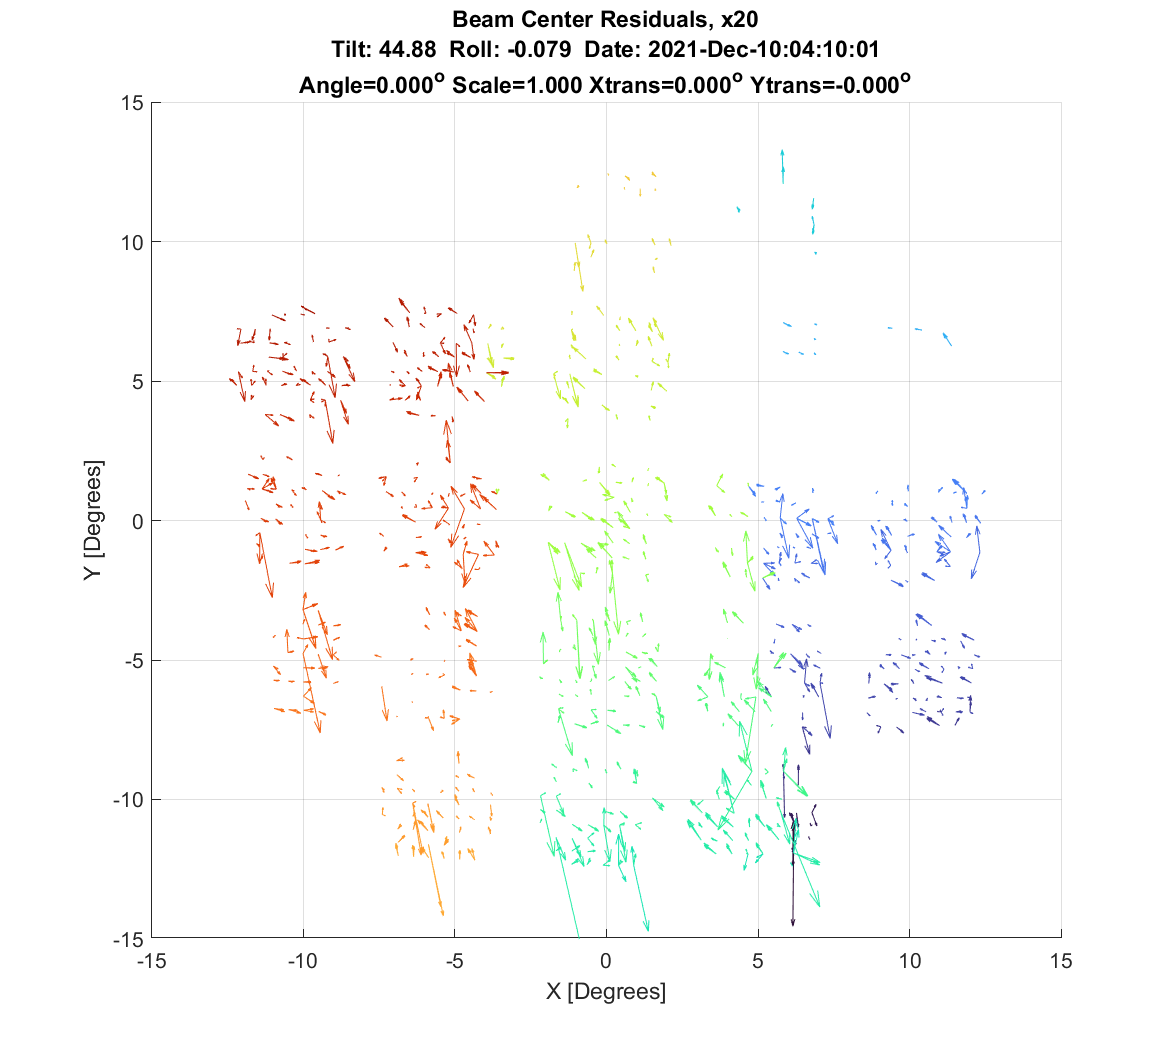 Beam Center Residuals, x20
Tilt: 44.88 Roll: -0.079 Date: 2021-Dec-10:04:10:01
Angle=0.000° Scale=1.000 Xtrans=0.000° Ytrans=-0.000°
15
10
5
0
-5
-10
-15
Y [Degrees]
-15 -10 -5 0 5 10 15
X [Degrees]